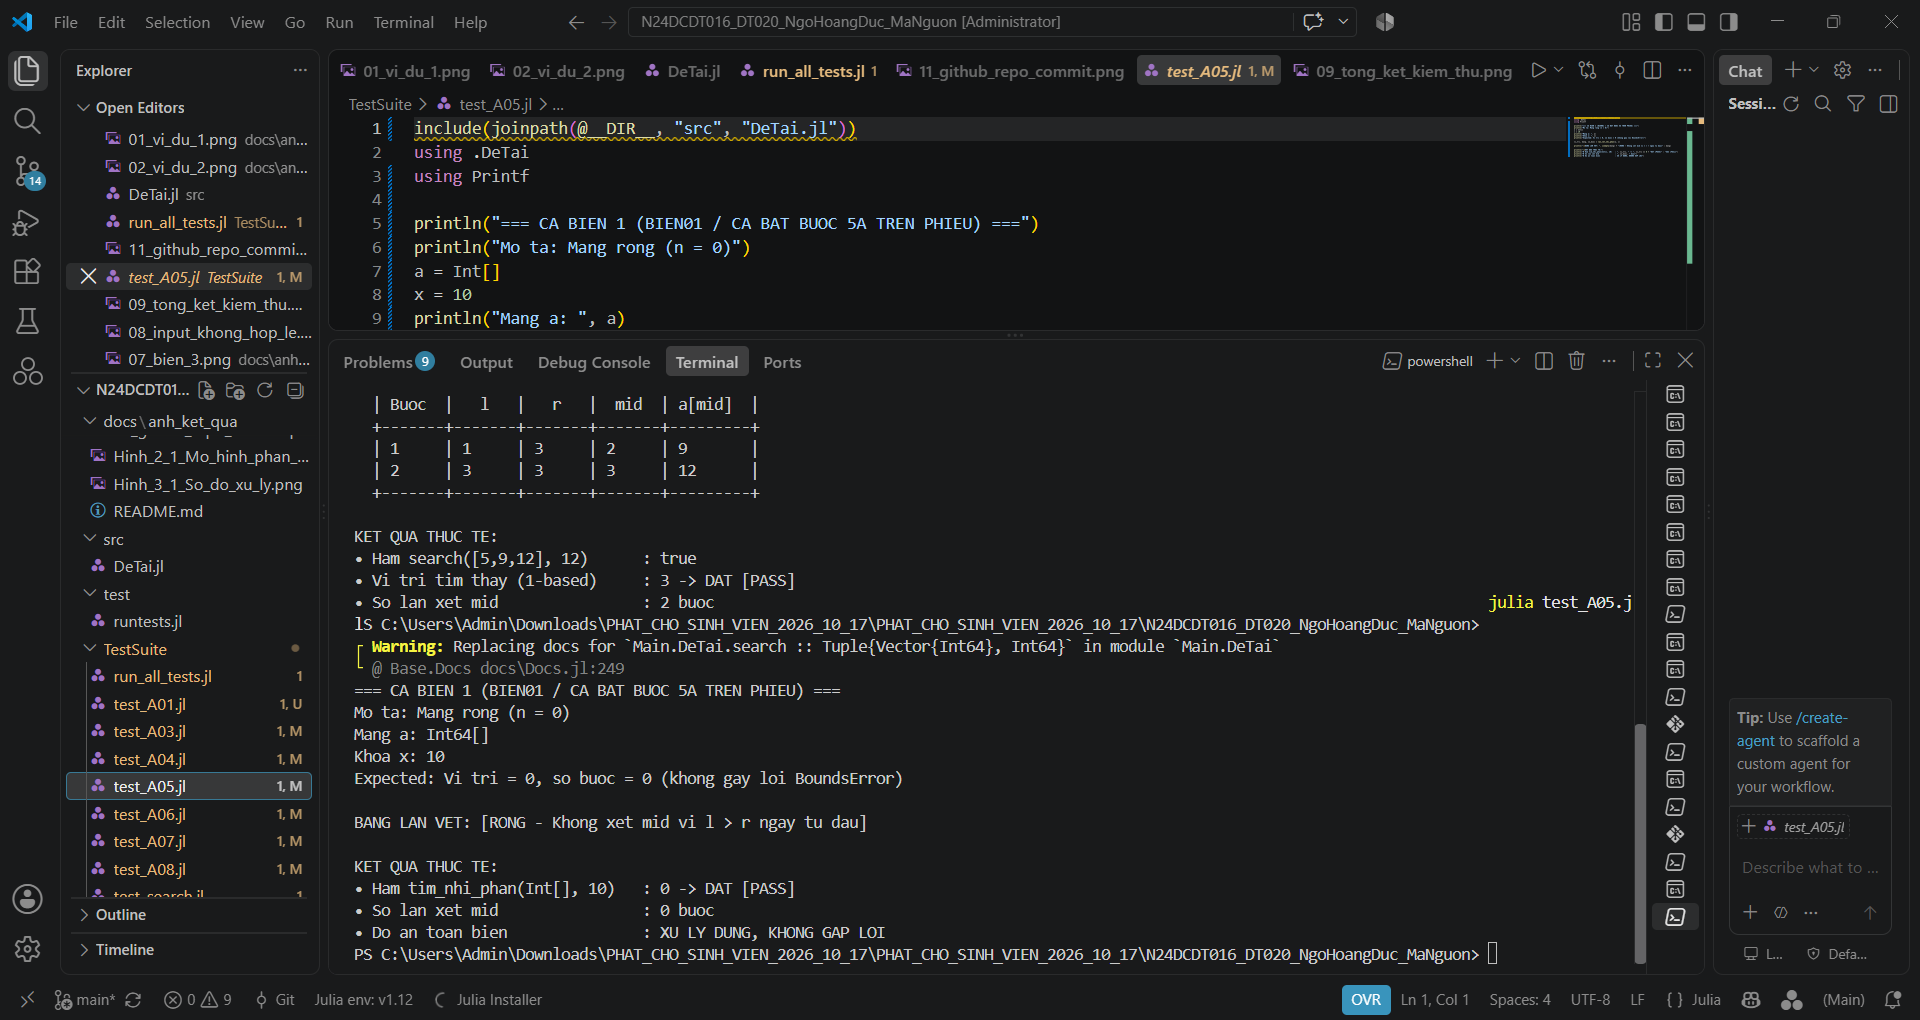 File Edit Selection View Go Run Terminal Help
N24DCDT016_DT020_NgoHoangDuc_MaNguon [Administrator]
Explorer
Open Editors
01_vi_du_1.png docs\an...
02_vi_du_2.png docs\an...
DeTai.jl src
run_all_tests.jl TestSu... 1
11_github_repo_commi...
test_A05.jl TestSuite 1, M
09_tong_ket_kiem_thu....
08_input_khong_hop_le....
07_bien_3.png docs\anh...
N24DCDT01...
docs\anh_ket_qua
Hinh_2_1_Mo_hinh_phan_...
Hinh_3_1_So_do_xu_ly.png
README.md
src
DeTai.jl
test
runtests.jl
TestSuite
run_all_tests.jl 1
test_A01.jl 1, U
test_A03.jl 1, M
test_A04.jl 1, M
test_A05.jl 1, M
test_A06.jl 1, M
test_A07.jl 1, M
test_A08.jl 1, M
test_search.jl 1
Outline
Timeline
14
01_vi_du_1.png 02_vi_du_2.png DeTai.jl run_all_tests.jl 1 11_github_repo_commit.png test_A05.jl 1, M 09_tong_ket_kiem_thu.png
TestSuite > test_A05.jl > ...
1 include(joinpath(@__DIR__, "src", "DeTai.jl"))
2 using .DeTai
3 using Printf
4
5 println("=== CA BIEN 1 (BIEN01 / CA BAT BUOC 5A TREN PHIEU) ===")
6 println("Mo ta: Mang rong (n = 0)")
7 a = Int[]
8 x = 10
9 println("Mang a: ", a)
Problems 9 Output Debug Console Terminal Ports
powershell
| Buoc | l | r | mid | a[mid] |
+-------+-------+-------+-------+---------+
| 1 | 1 | 3 | 2 | 9 |
| 2 | 3 | 3 | 3 | 12 |
+-------+-------+-------+-------+---------+
KET QUA THUC TE:
• Ham search([5,9,12], 12) : true
• Vi tri tim thay (1-based) : 3 -> DAT [PASS]
• So lan xet mid : 2 buoc julia test_A05.j
lS C:\Users\Admin\Downloads\PHAT_CHO_SINH_VIEN_2026_10_17\PHAT_CHO_SINH_VIEN_2026_10_17\N24DCDT016_DT020_NgoHoangDuc_MaNguon>
┌ Warning: Replacing docs for `Main.DeTai.search :: Tuple{Vector{Int64}, Int64}` in module `Main.DeTai`
└ @ Base.Docs docs\Docs.jl:249
=== CA BIEN 1 (BIEN01 / CA BAT BUOC 5A TREN PHIEU) ===
Mo ta: Mang rong (n = 0)
Mang a: Int64[]
Khoa x: 10
Expected: Vi tri = 0, so buoc = 0 (khong gay loi BoundsError)
BANG LAN VET: [RONG - Khong xet mid vi l > r ngay tu dau]
KET QUA THUC TE:
• Ham tim_nhi_phan(Int[], 10) : 0 -> DAT [PASS]
• So lan xet mid : 0 buoc
• Do an toan bien : XU LY DUNG, KHONG GAP LOI
PS C:\Users\Admin\Downloads\PHAT_CHO_SINH_VIEN_2026_10_17\PHAT_CHO_SINH_VIEN_2026_10_17\N24DCDT016_DT020_NgoHoangDuc_MaNguon>
Chat
Sessi...
Tip: Use /create-
agent to scaffold a
custom agent for
your workflow.
test_A05.jl
Describe what to ...
L... Defa...
main* 0 9 Git Julia env: v1.12 Julia Installer
OVR Ln 1, Col 1 Spaces: 4 UTF-8 LF { } Julia (Main)